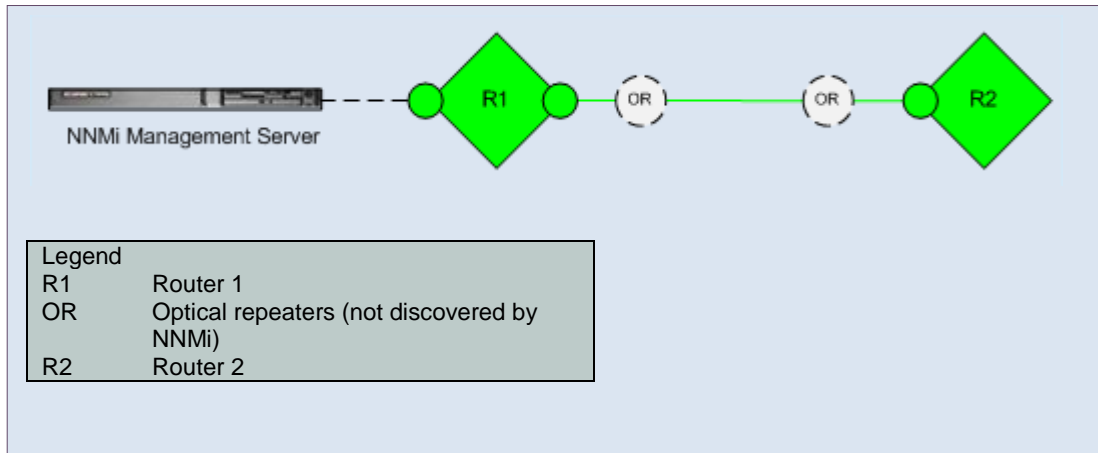 R1
OR
OR
R2
NNMi Management Server
Legend
R1 Router 1
OR Optical repeaters (not discovered by
NNMi)
R2 Router 2